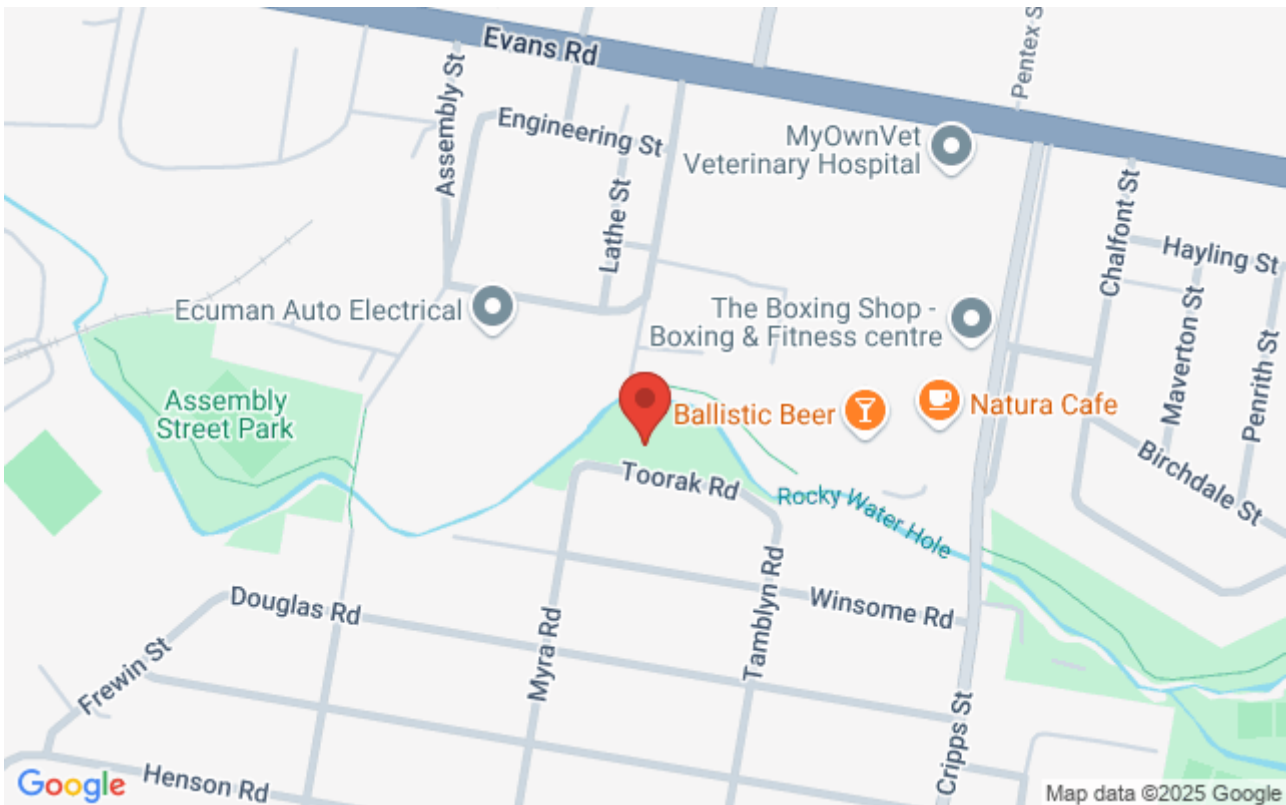 Evans Rd
Pentex S
Assembly St
Engineering St
MyOwnVet
Veterinary Hospital
Chalfont St
Lathe St
Hayling St
Maverton St
Penrith St
Ecuman Auto Electrical
The Boxing Shop -
Boxing & Fitness centre
Assembly
Street Park
Ballistic Beer
Natura Cafe
Birchdale St
Toorak Rd
Rocky Water Hole
Douglas Rd
Winsome Rd
Myra Rd
Tamblyn Rd
Frewin St
Cripps St
Henson Rd
Google
Map data ©2025 Google